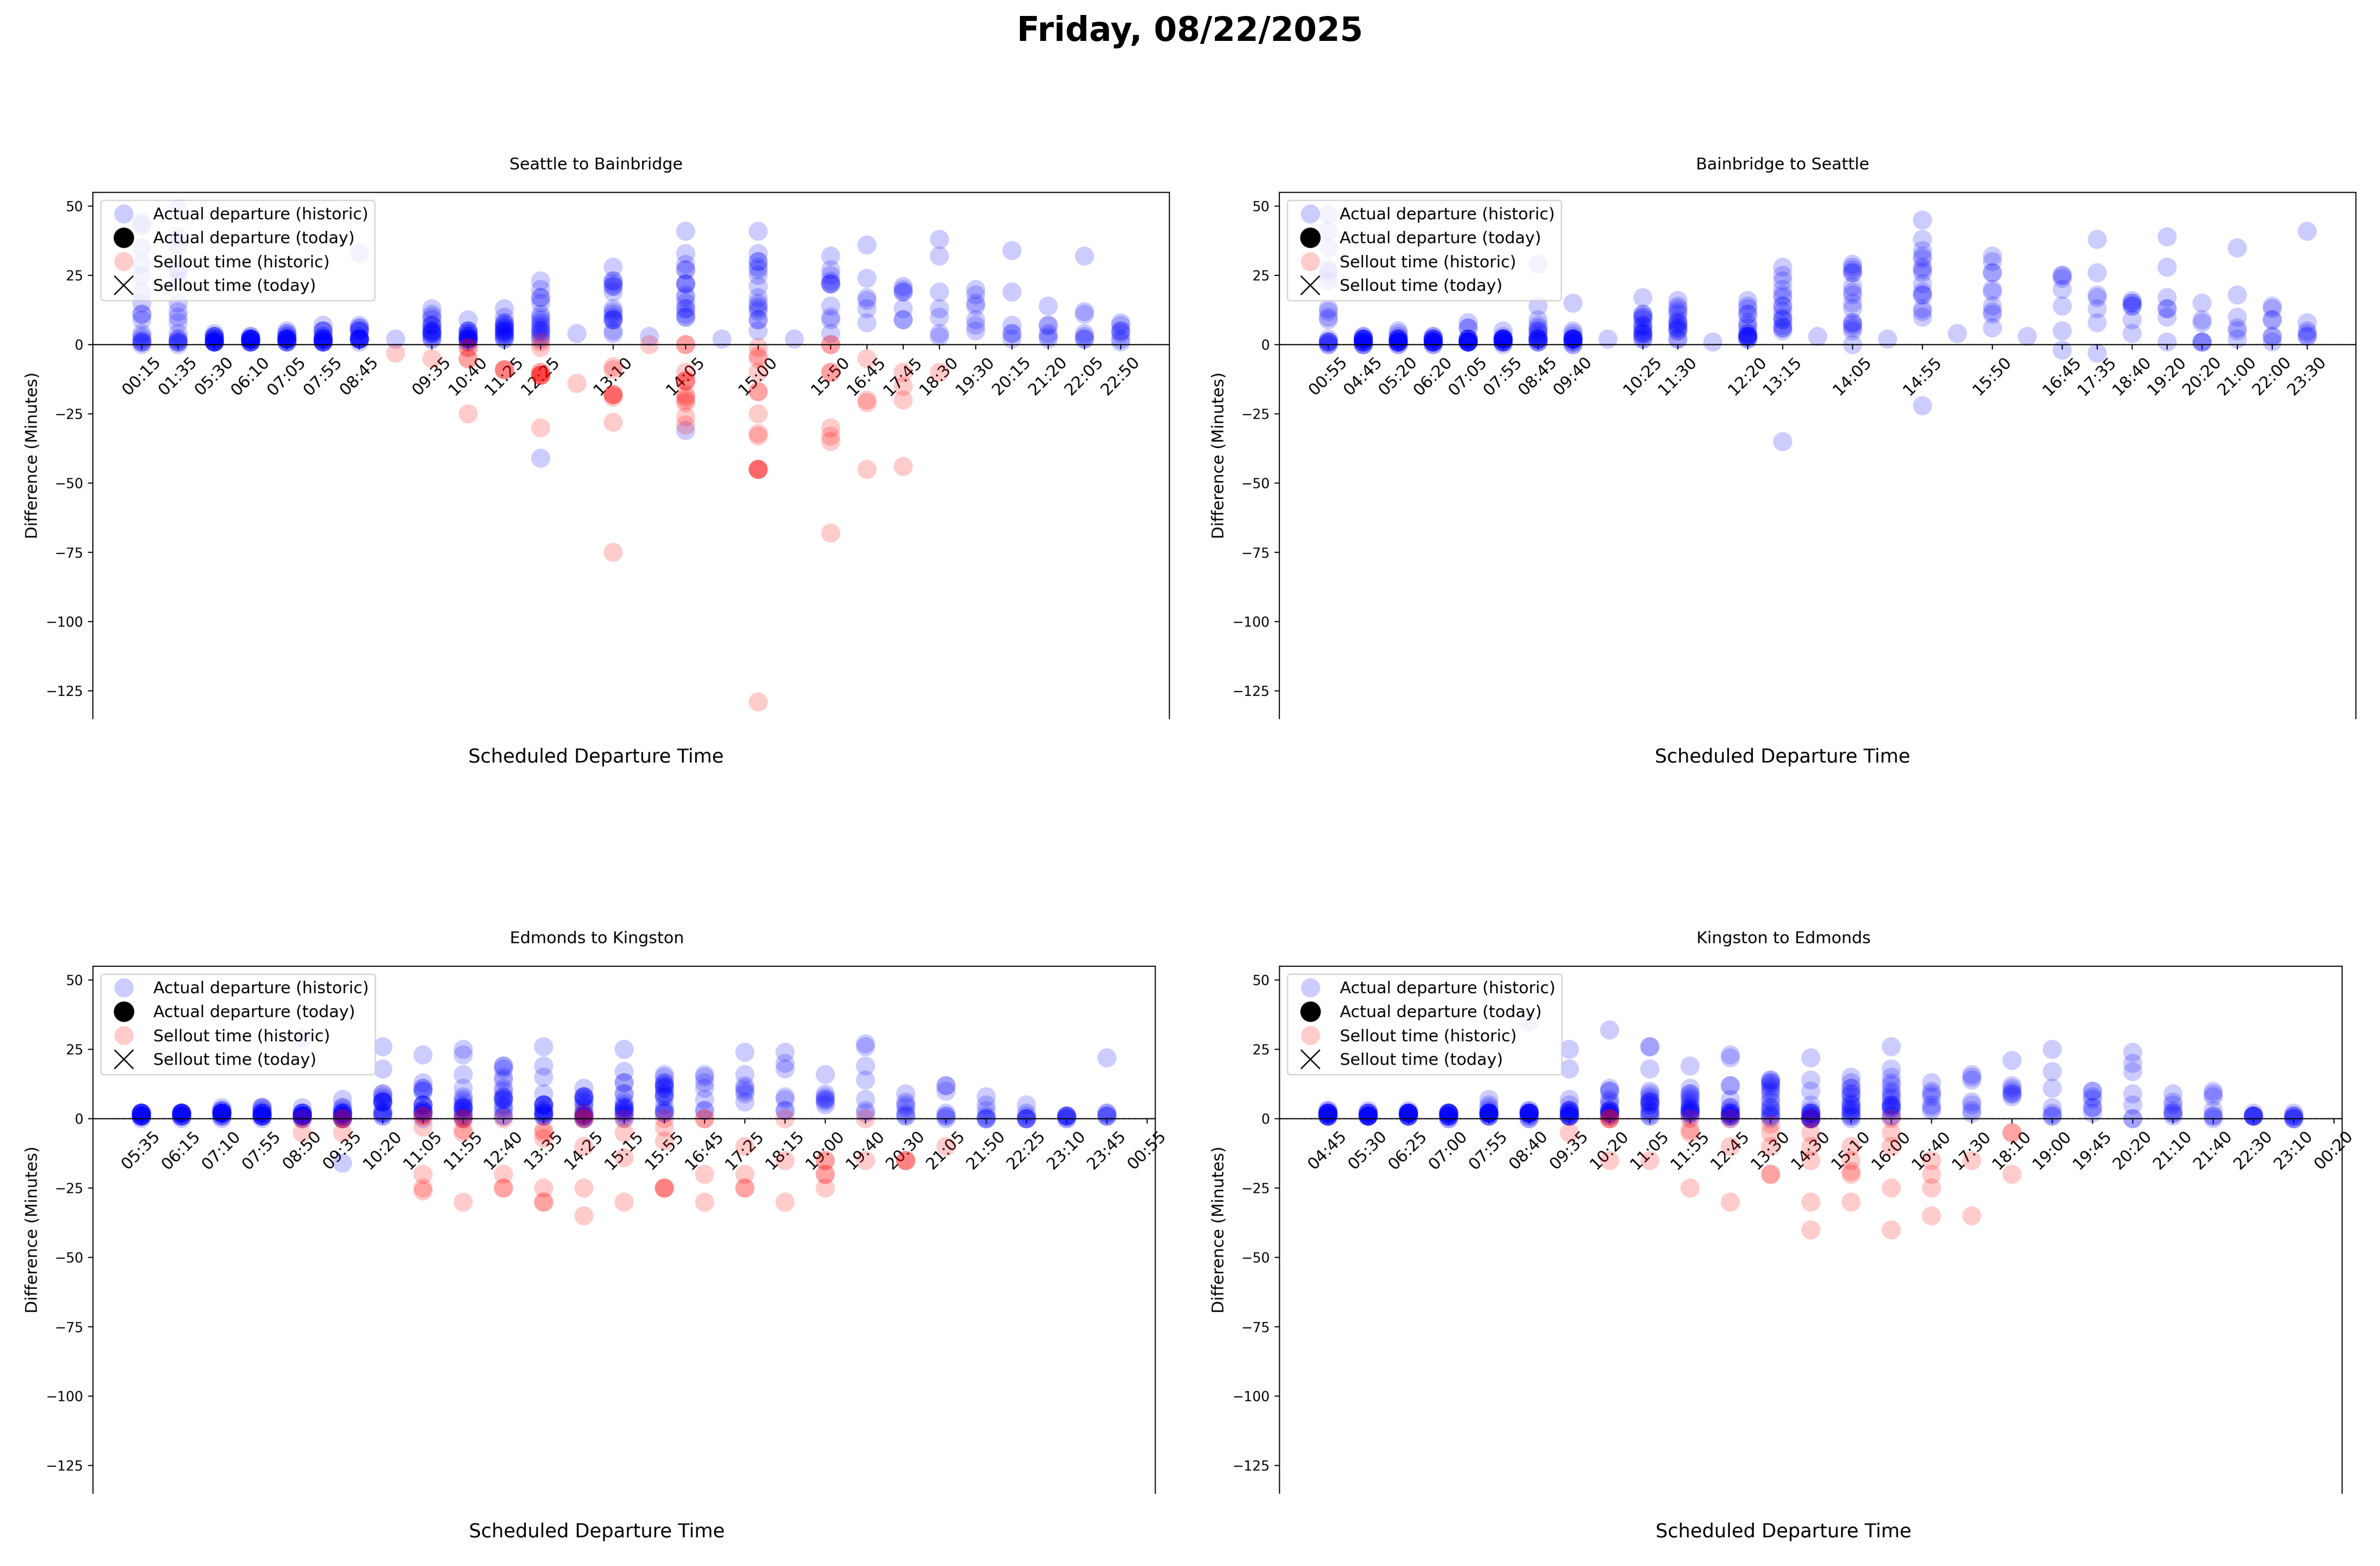 Friday, 08/22/2025
Seattle to Bainbridge
50
25
0
−25
−50
−75
−100
−125
Difference (Minutes)
Actual departure (historic)
Actual departure (today)
Sellout time (historic)
Sellout time (today)
00:15 01:35 05:30 06:10 07:05 07:55 08:45 09:35 10:40 11:25 12:25 13:10 14:05 15:00 15:50 16:45 17:45 18:30 19:30 20:15 21:20 22:05 22:50
Scheduled Departure Time
Bainbridge to Seattle
50
25
0
−25
−50
−75
−100
−125
Difference (Minutes)
Actual departure (historic)
Actual departure (today)
Sellout time (historic)
Sellout time (today)
00:55 04:45 05:20 06:20 07:05 07:55 08:45 09:40 10:25 11:30 12:20 13:15 14:05 14:55 15:50 16:45 17:35 18:40 19:20 20:20 21:00 22:00 23:30
Scheduled Departure Time
Edmonds to Kingston
50
25
0
−25
−50
−75
−100
−125
Difference (Minutes)
Actual departure (historic)
Actual departure (today)
Sellout time (historic)
Sellout time (today)
05:35 06:15 07:10 07:55 08:50 09:35 10:20 11:05 11:55 12:40 13:35 14:25 15:15 15:55 16:45 17:25 18:15 19:00 19:40 20:30 21:05 21:50 22:25 23:10 23:45 00:55
Scheduled Departure Time
Kingston to Edmonds
50
25
0
−25
−50
−75
−100
−125
Difference (Minutes)
Actual departure (historic)
Actual departure (today)
Sellout time (historic)
Sellout time (today)
04:45 05:30 06:25 07:00 07:55 08:40 09:35 10:20 11:05 11:55 12:45 13:30 14:30 15:10 16:00 16:40 17:30 18:10 19:00 19:45 20:20 21:10 21:40 22:30 23:10 00:20
Scheduled Departure Time